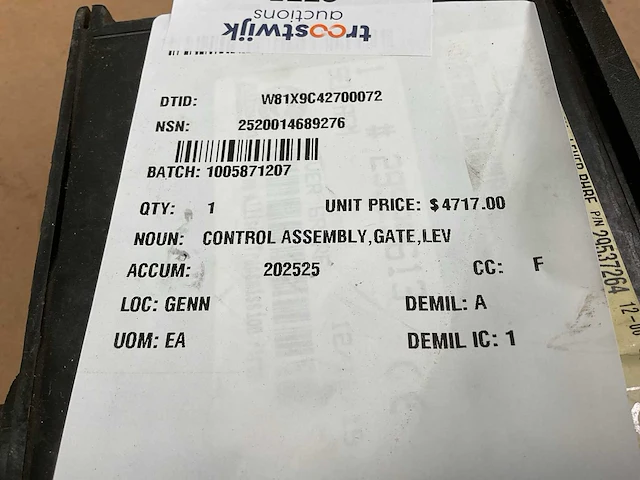 troostwijk
auctions
DTID: W81X9C42700072
NSN: 2520014689276
BATCH: 1005871207
QTY: 1 UNIT PRICE: $4717.00
NOUN: CONTROL ASSEMBLY,GATE,LEV
ACCUM: 202525 CC: F
LOC: GENN DEMIL: A
UOM: EA DEMIL IC: 1
P/N 29537264